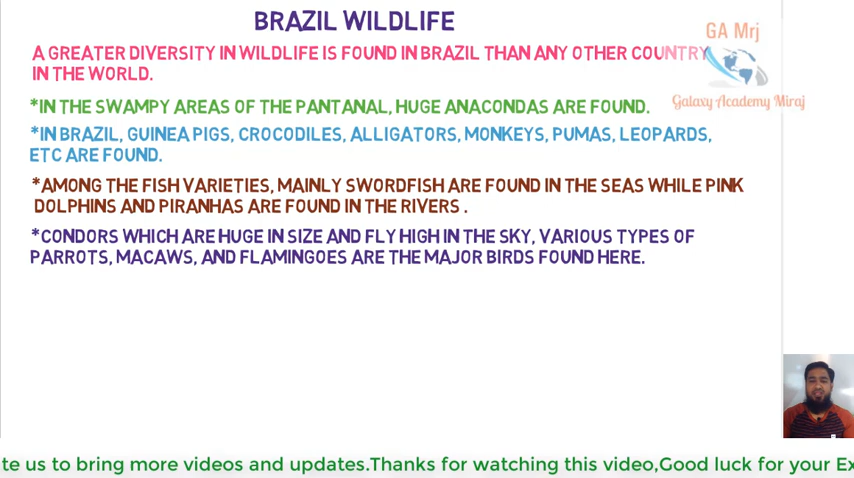 BRAZIL WILDLIFE
GA Mrj
A GREATER DIVERSITY IN WILDLIFE IS FOUND IN BRAZIL THAN ANY OTHER COUNTRY
IN THE WORLD.
Galaxy Academy Miraj
*IN THE SWAMPY AREAS OF THE PANTANAL, HUGE ANACONDAS ARE FOUND.
*IN BRAZIL, GUINEA PIGS, CROCODILES, ALLIGATORS, MONKEYS, PUMAS, LEOPARDS,
ETC ARE FOUND.
*AMONG THE FISH VARIETIES, MAINLY SWORDFISH ARE FOUND IN THE SEAS WHILE PINK
DOLPHINS AND PIRANHAS ARE FOUND IN THE RIVERS .
*CONDORS WHICH ARE HUGE IN SIZE AND FLY HIGH IN THE SKY, VARIOUS TYPES OF
PARROTS, MACAWS, AND FLAMINGOES ARE THE MAJOR BIRDS FOUND HERE.
te us to bring more videos and updates.Thanks for watching this video,Good luck for your Ex